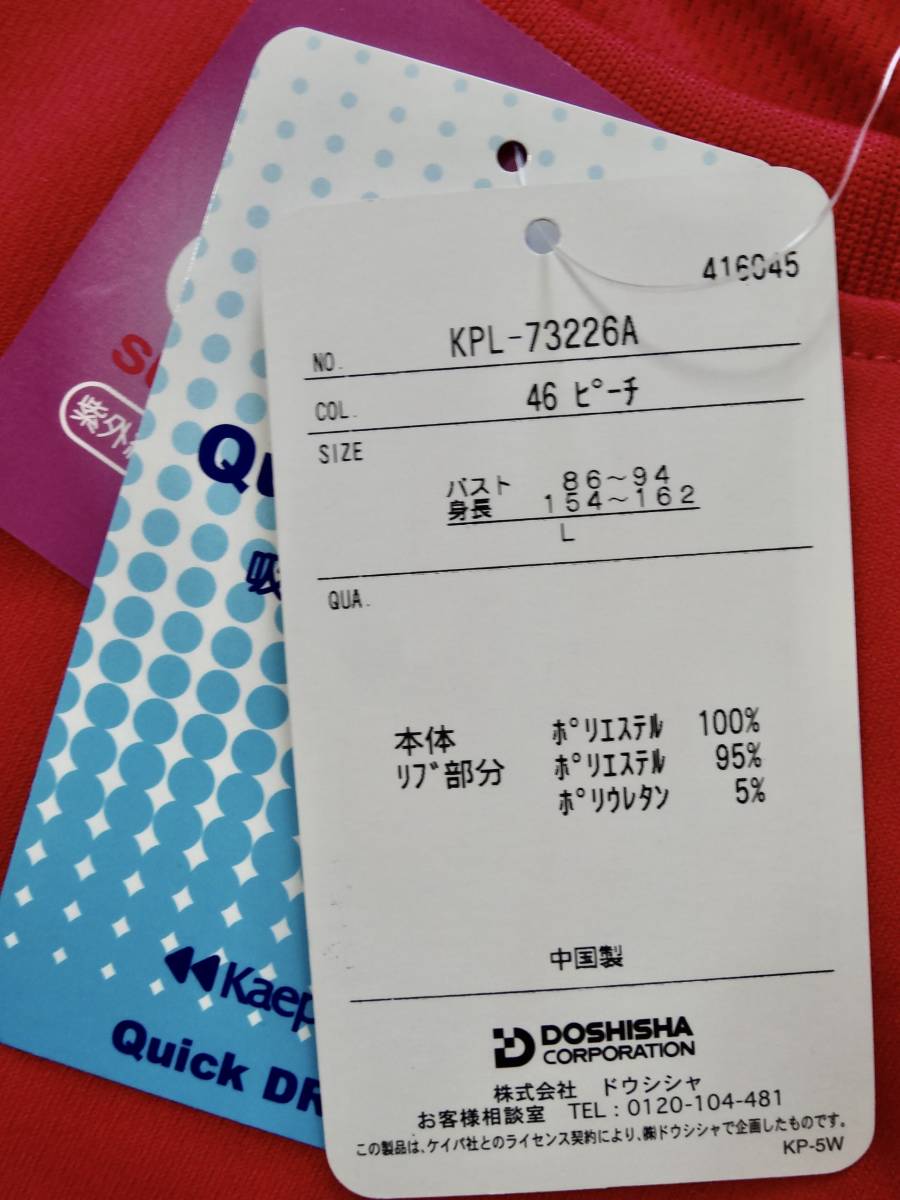 416045
NO. KPL-73226A
COL. 46 ピーチ
SIZE
バスト 86～94
身長 154～162
L
QUA.
本体 ポリエステル 100%
リブ部分 ポリエステル 95%
ポリウレタン 5%
中国製
DOSHISHA
CORPORATION
株式会社 ドウシシャ
お客様相談室 TEL：0120-104-481
この製品は、ケイパ社とのライセンス契約により、㈱ドウシシャで企画したものです。
KP-5W
紫外
吸
Kaep
Quick DR